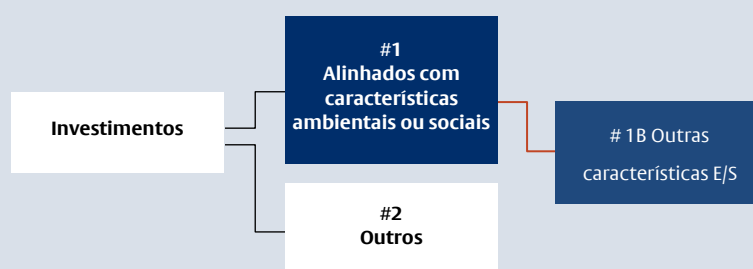 Investimentos
#1
Alinhados com
características
ambientais ou sociais
#2
Outros
# 1B Outras
características E/S